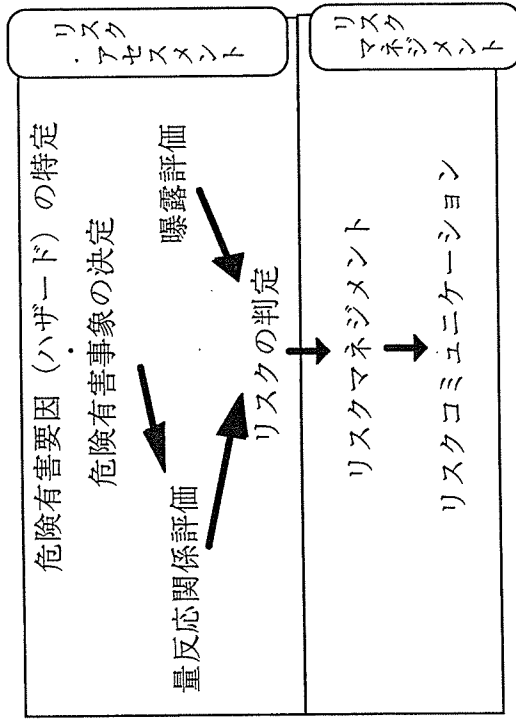 危険有害要因(ハザード)の特定
危険有害事象の決定
量反応関係評価
曝露評価
リスクの判定
リスクマネジメント
リスクコミュニケーション
リスク
・アセスメント
リスク
マネジメント